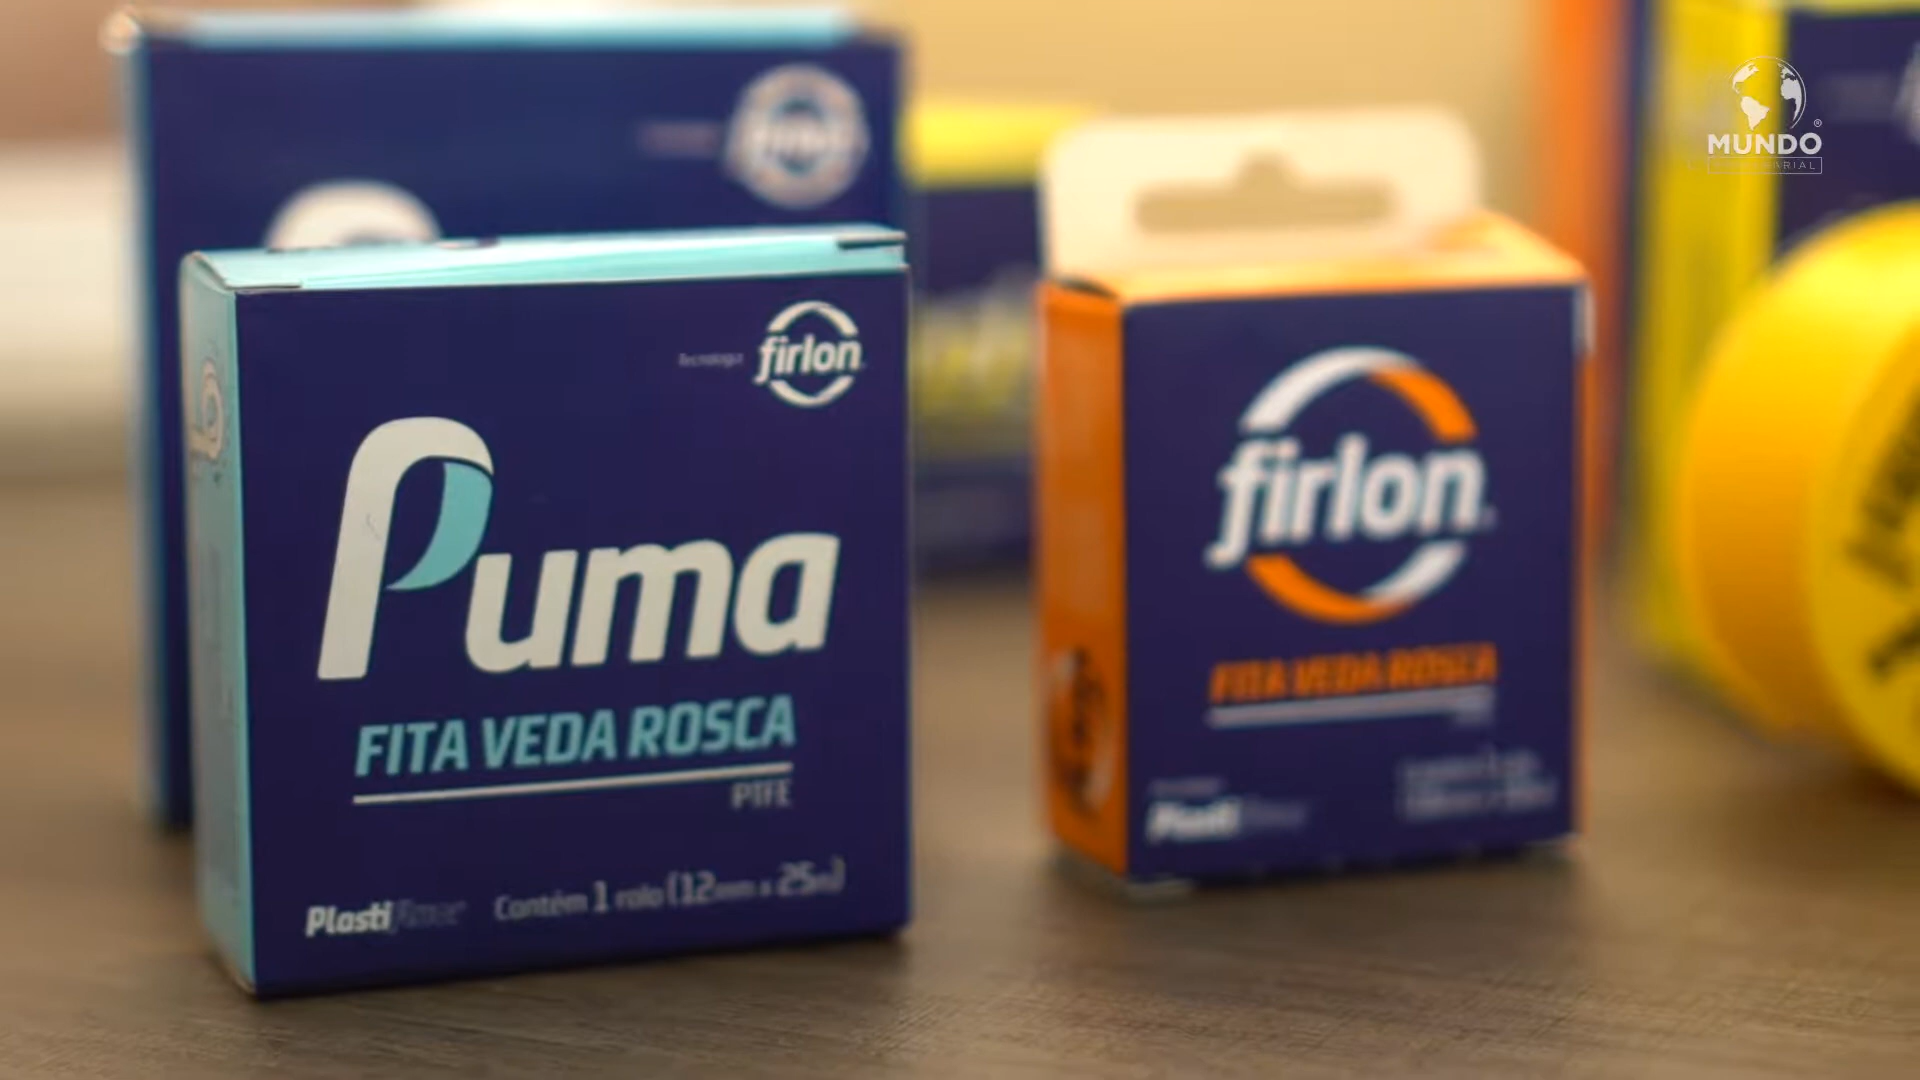 MUNDO
Tecnologia
firlon
Puma
FITA VEDA ROSCA
PTFE
Plasti
Contém 1 rolo (12mm x 25m)
firlon
FITA VEDA ROSCA
Plasti